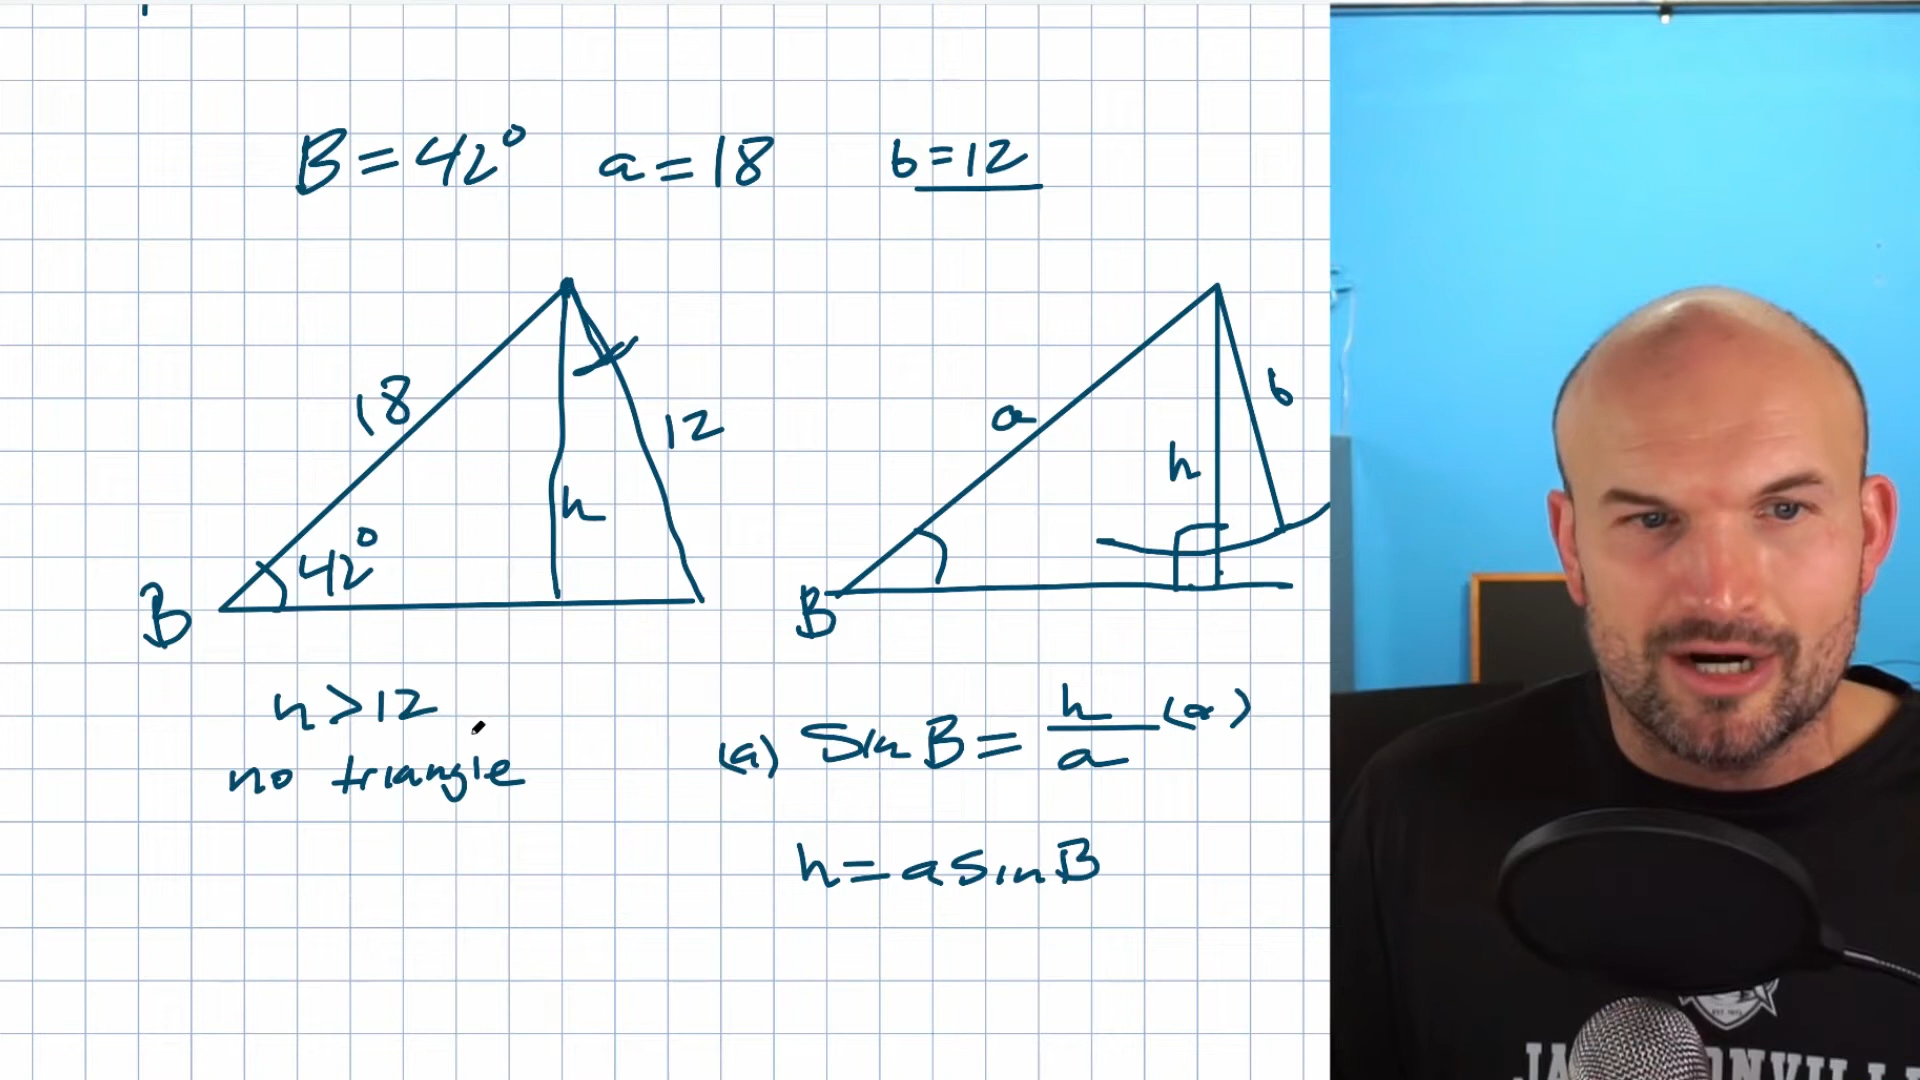 B = 42° a = 18 b = 12
18
12
h
42°
B
a
b
h
B
h > 12
no triangle
(a) sin B = h/a (a)
h = a sin B